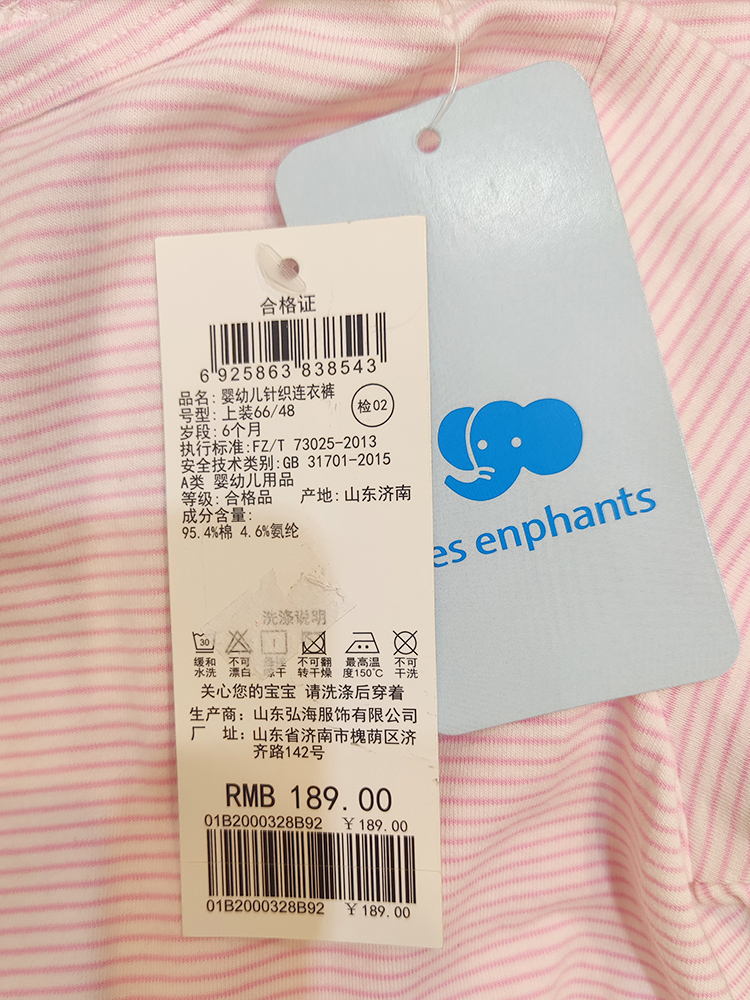 合格证
6 925863 838543
品名: 婴幼儿针织连衣裤
检02
号型: 上装66/48
岁段: 6个月
执行标准: FZ/T 73025-2013
安全技术类别: GB 31701-2015
A类 婴幼儿用品
等级: 合格品 产地: 山东济南
成分含量:
95.4%棉 4.6%氨纶
es enphants
洗涤说明
30
缓和 不可 不可翻 最高温 不可
水洗 漂白 晾干 转干燥 度150℃ 干洗
关心您的宝宝 请洗涤后穿着
生产商: 山东弘海服饰有限公司
厂 址: 山东省济南市槐荫区济
齐路142号
RMB 189.00
01B2000328B92 ¥ 189.00
01B2000328B92 ¥ 189.00